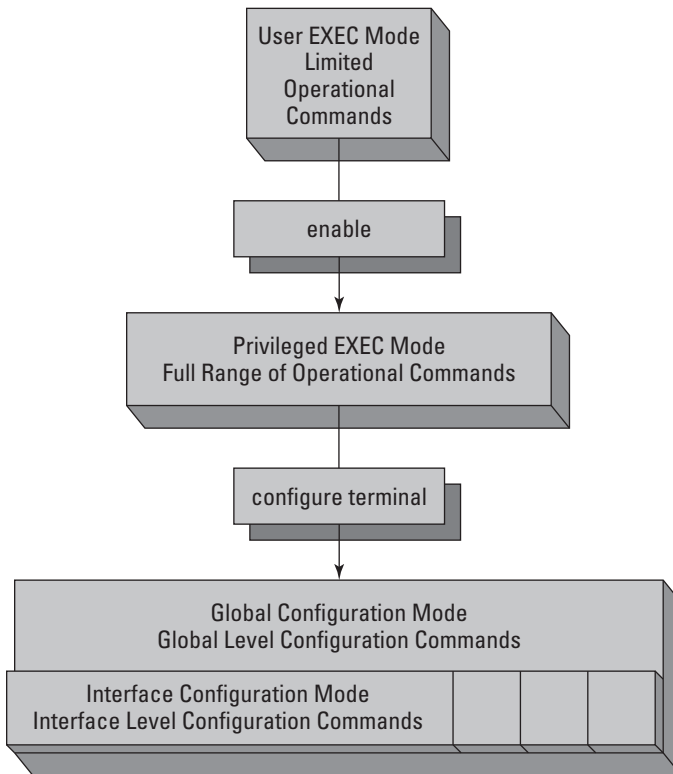 User EXEC Mode
Limited
Operational
Commands
enable
Privileged EXEC Mode
Full Range of Operational Commands
configure terminal
Global Configuration Mode
Global Level Configuration Commands
Interface Configuration Mode
Interface Level Configuration Commands